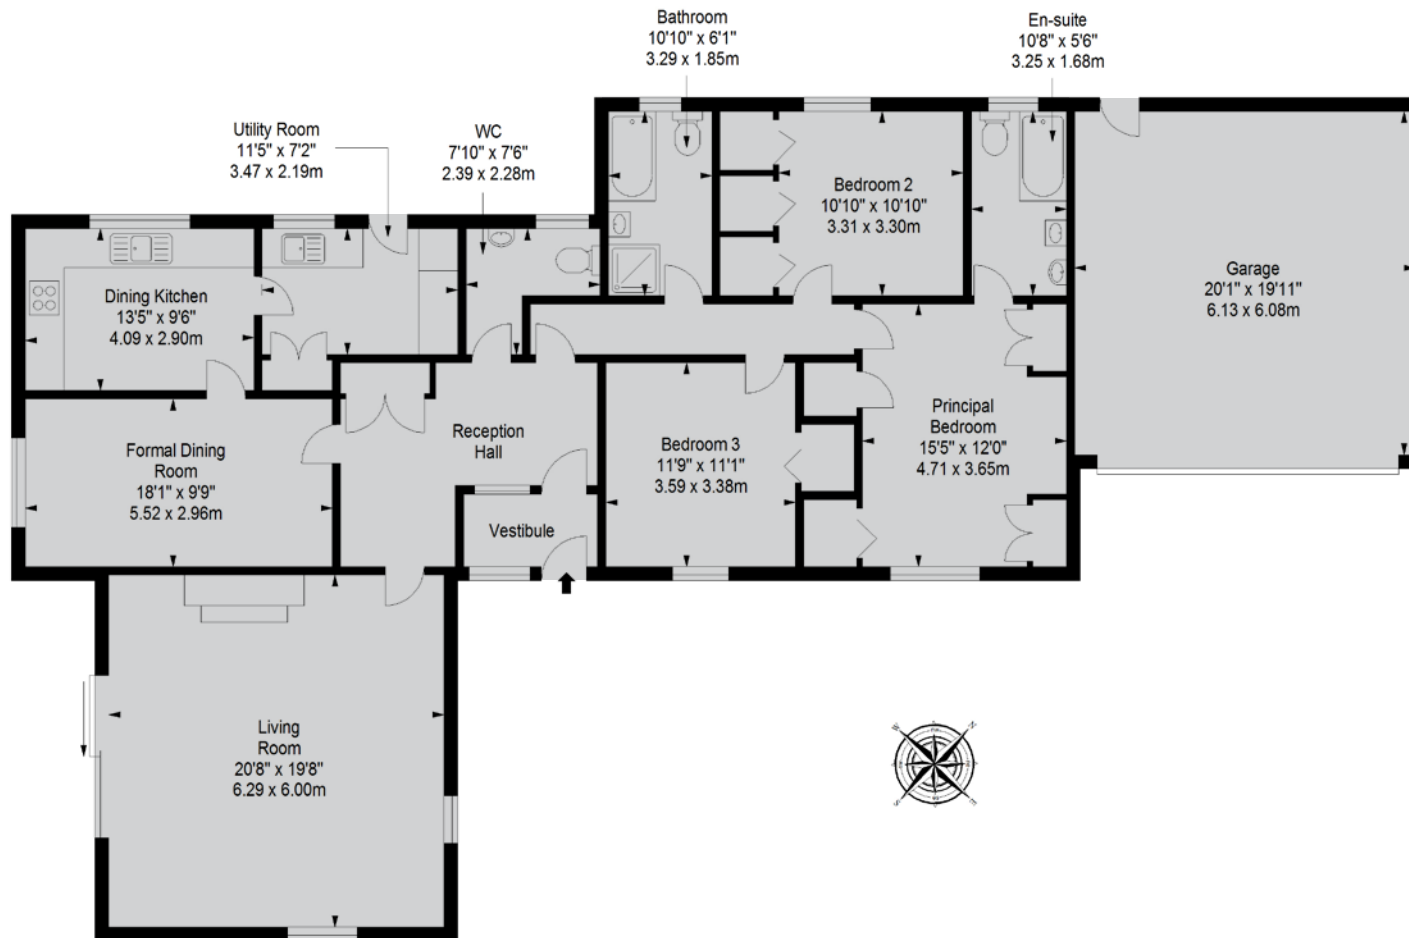 Bathroom
10'10" x 6'1"
3.29 x 1.85m
En-suite
10'8" x 5'6"
3.25 x 1.68m
Utility Room
11'5" x 7'2"
3.47 x 2.19m
WC
7'10" x 7'6"
2.39 x 2.28m
Bedroom 2
10'10" x 10'10"
3.31 x 3.30m
Garage
20'1" x 19'11"
6.13 x 6.08m
Dining Kitchen
13'5" x 9'6"
4.09 x 2.90m
Principal
Bedroom
15'5" x 12'0"
4.71 x 3.65m
Reception
Hall
Bedroom 3
11'9" x 11'1"
3.59 x 3.38m
Formal Dining
Room
18'1" x 9'9"
5.52 x 2.96m
Vestibule
Living
Room
20'8" x 19'8"
6.29 x 6.00m
W
N
S
E